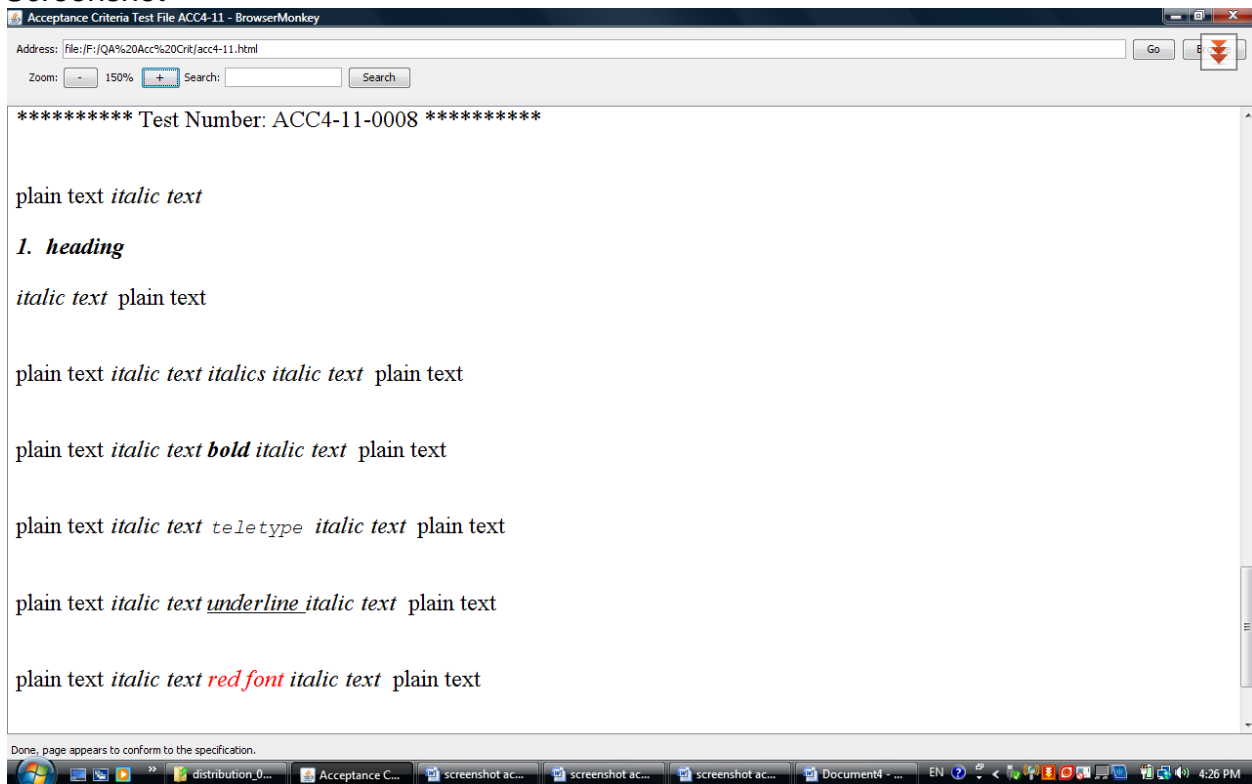 Screenshot
Acceptance Criteria Test File ACC4-11 - BrowserMonkey
Address: file:/F:/QA%20Acc%20Crit/acc4-11.html Go
Zoom: - 150% + Search: Search
********** Test Number: ACC4-11-0008 **********
plain text italic text
1. heading
italic text plain text
plain text italic text italics italic text plain text
plain text italic text bold italic text plain text
plain text italic text teletype italic text plain text
plain text italic text underline italic text plain text
plain text italic text red font italic text plain text
Done, page appears to conform to the specification.
distribution_0... Acceptance C... screenshot ac... screenshot ac... screenshot ac... Document4 - ... EN 4:26 PM